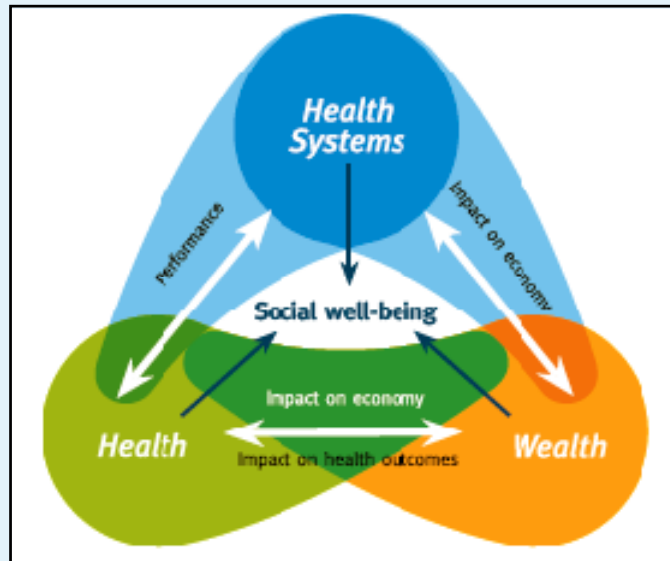 Health
Systems
Performance
Impact on economy
Social well-being
Impact on economy
Health
Wealth
Impact on health outcomes